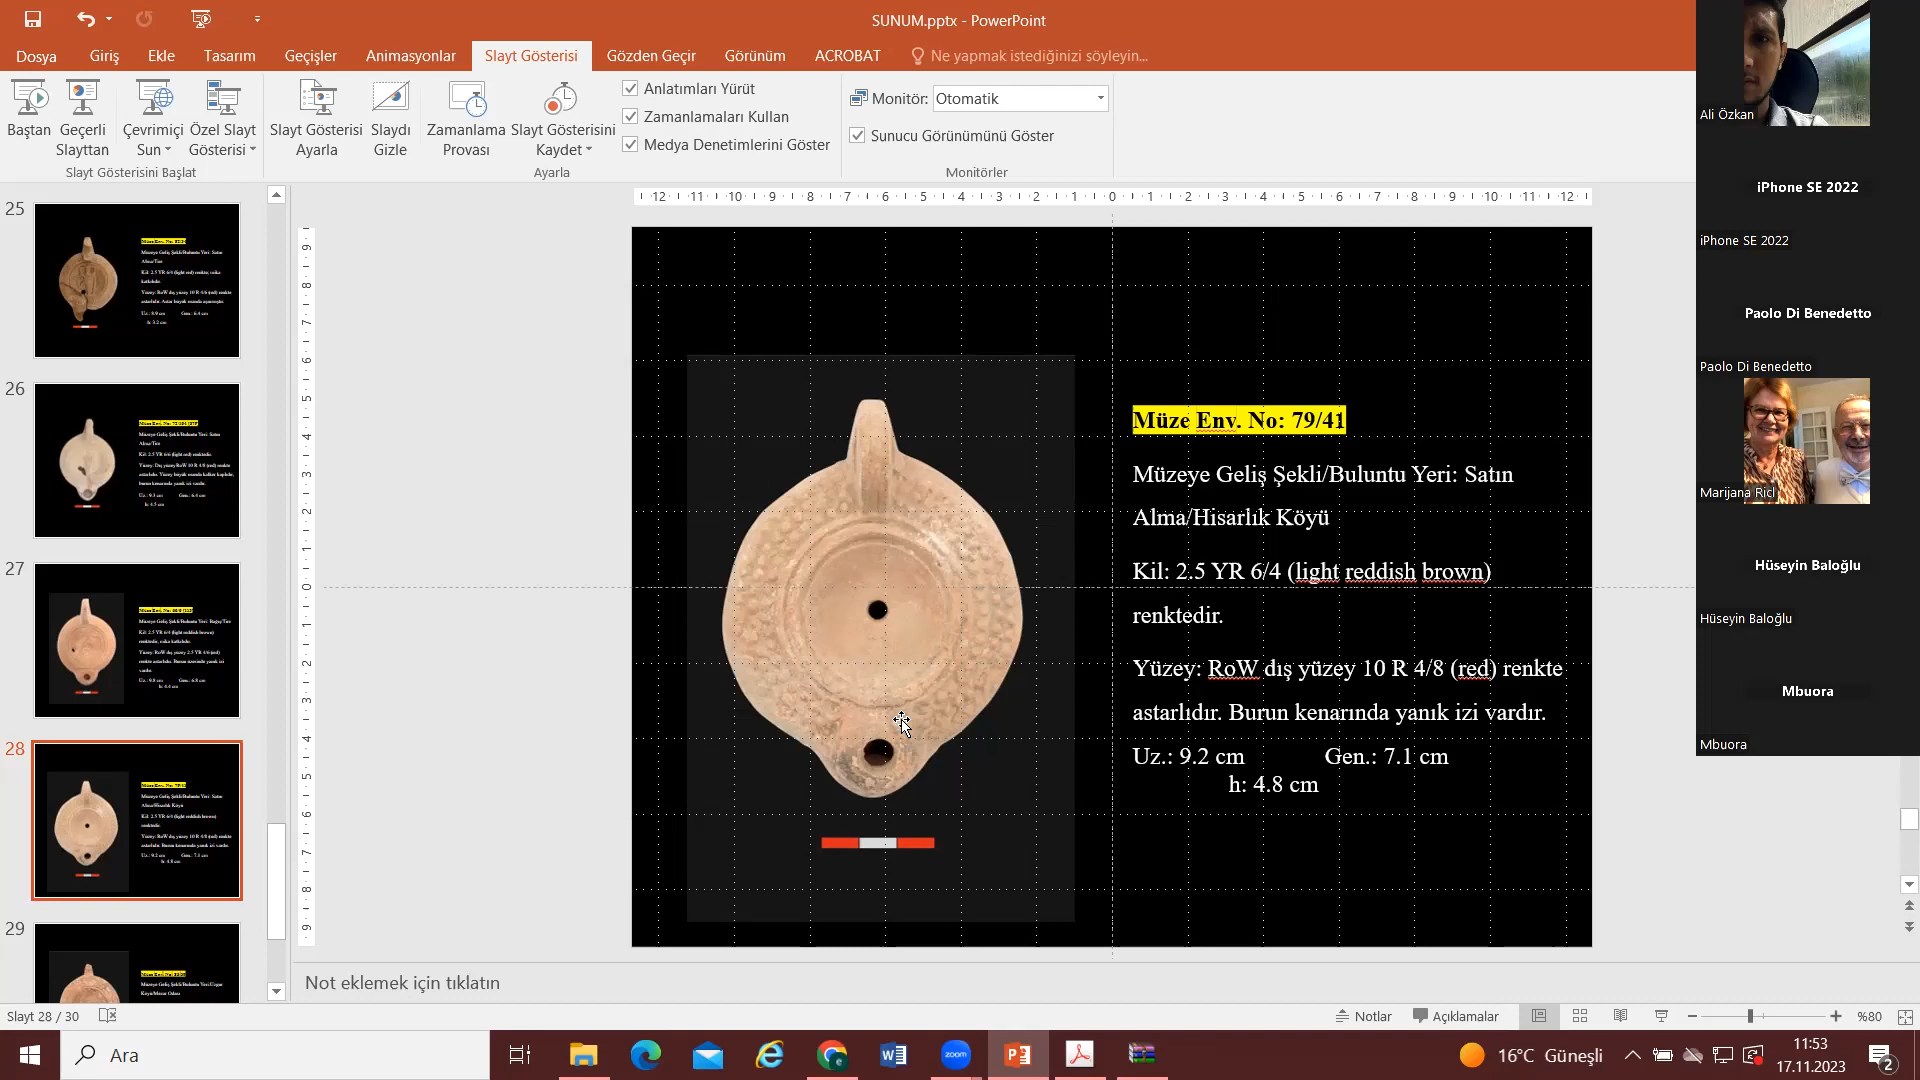 SUNUM.pptx - PowerPoint
Dosya Giriş Ekle Tasarım Geçişler Animasyonlar Slayt Gösterisi Gözden Geçir Görünüm ACROBAT Ne yapmak istediğinizi söyleyin...
Baştan
Geçerli Slayttan
Çevrimiçi Sun
Özel Slayt Gösterisi
Slayt Gösterisini Başlat
Slayt Gösterisi Ayarla
Slaydı Gizle
Zamanlama Provası
Slayt Gösterisini Kaydet
Anlatımları Yürüt
Zamanlamaları Kullan
Medya Denetimlerini Göster
Ayarla
Monitör: Otomatik
Sunucu Görünümünü Göster
Monitörler
25
26
27
28
29
Müze Env. No: 79/41
Müzeye Geliş Şekli/Buluntu Yeri: Satın
Alma/Hisarlık Köyü
Kil: 2.5 YR 6/4 (light reddish brown)
renktedir.
Yüzey: RoW dış yüzey 10 R 4/8 (red) renkte
astarlıdır. Burun kenarında yanık izi vardır.
Uz.: 9.2 cm Gen.: 7.1 cm
h: 4.8 cm
Not eklemek için tıklatın
Ali Özkan
iPhone SE 2022
iPhone SE 2022
Paolo Di Benedetto
Paolo Di Benedetto
Marijana Ricl
Hüseyin Baloğlu
Hüseyin Baloğlu
Mbuora
Mbuora
Slayt 28 / 30
Notlar Açıklamalar %80
Ara
zoom
16°C Güneşli
11:53
17.11.2023
2